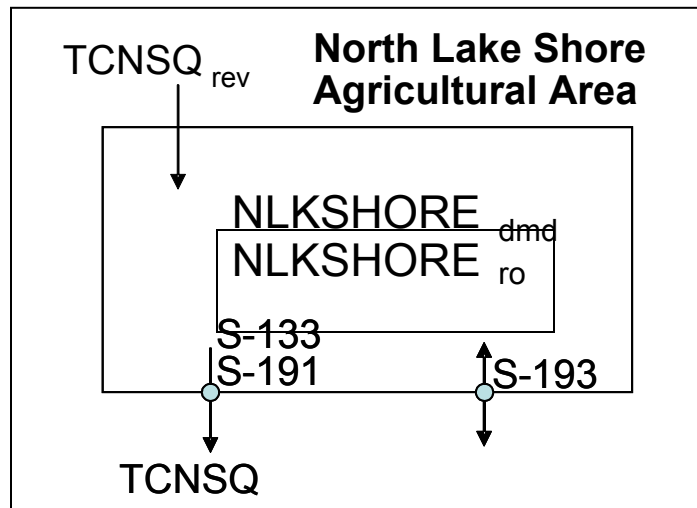 TCNSQ rev
North Lake Shore
Agricultural Area
NLKSHORE dmd
NLKSHORE ro
S-133
S-191
S-193
TCNSQ